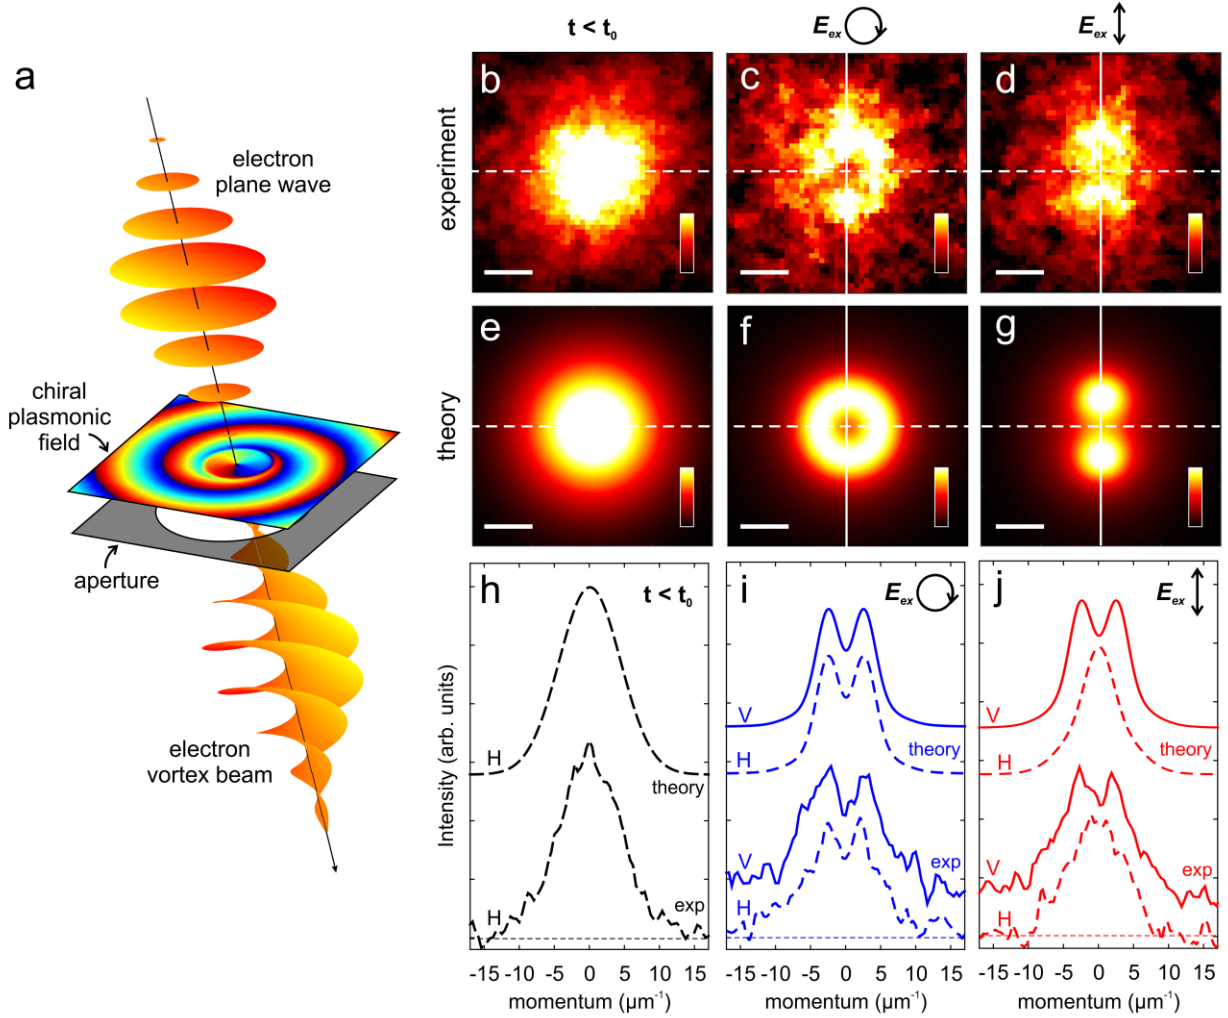 a
electron
plane wave
chiral
plasmonic
field
aperture
electron
vortex beam
t < t₀
Eₑₓ
Eₑₓ
experiment
b
c
d
theory
e
f
g
Intensity (arb. units)
h
t < t₀
H
theory
H
exp
-15 -10 -5 0 5 10 15
momentum (µm⁻¹)
i
Eₑₓ
V
H
theory
V
exp
H
-15 -10 -5 0 5 10 15
momentum (µm⁻¹)
j
Eₑₓ
V
H
theory
V
exp
H
-15 -10 -5 0 5 10 15
momentum (µm⁻¹)